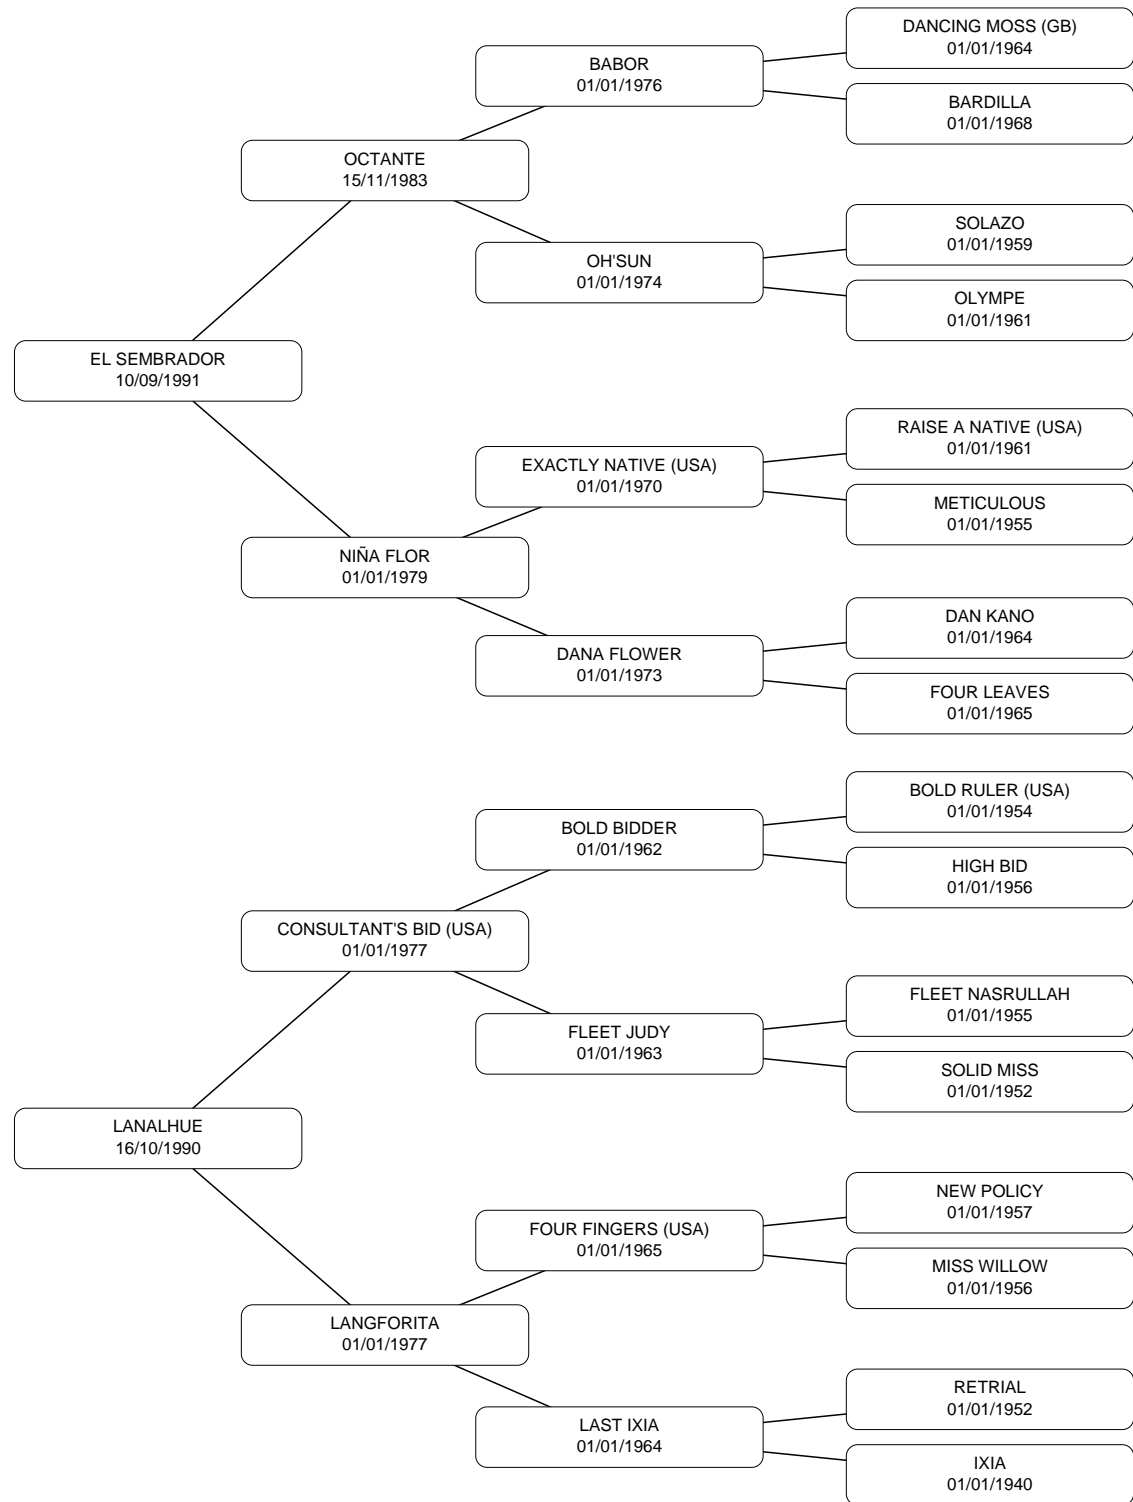 DANCING MOSS (GB)
01/01/1964
BABOR
01/01/1976
BARDILLA
01/01/1968
OCTANTE
15/11/1983
SOLAZO
01/01/1959
OH'SUN
01/01/1974
OLYMPE
01/01/1961
EL SEMBRADOR
10/09/1991
RAISE A NATIVE (USA)
01/01/1961
EXACTLY NATIVE (USA)
01/01/1970
METICULOUS
01/01/1955
NIÑA FLOR
01/01/1979
DAN KANO
01/01/1964
DANA FLOWER
01/01/1973
FOUR LEAVES
01/01/1965
BOLD RULER (USA)
01/01/1954
BOLD BIDDER
01/01/1962
HIGH BID
01/01/1956
CONSULTANT'S BID (USA)
01/01/1977
FLEET NASRULLAH
01/01/1955
FLEET JUDY
01/01/1963
SOLID MISS
01/01/1952
LANALHUE
16/10/1990
NEW POLICY
01/01/1957
FOUR FINGERS (USA)
01/01/1965
MISS WILLOW
01/01/1956
LANGFORITA
01/01/1977
RETRIAL
01/01/1952
LAST IXIA
01/01/1964
IXIA
01/01/1940